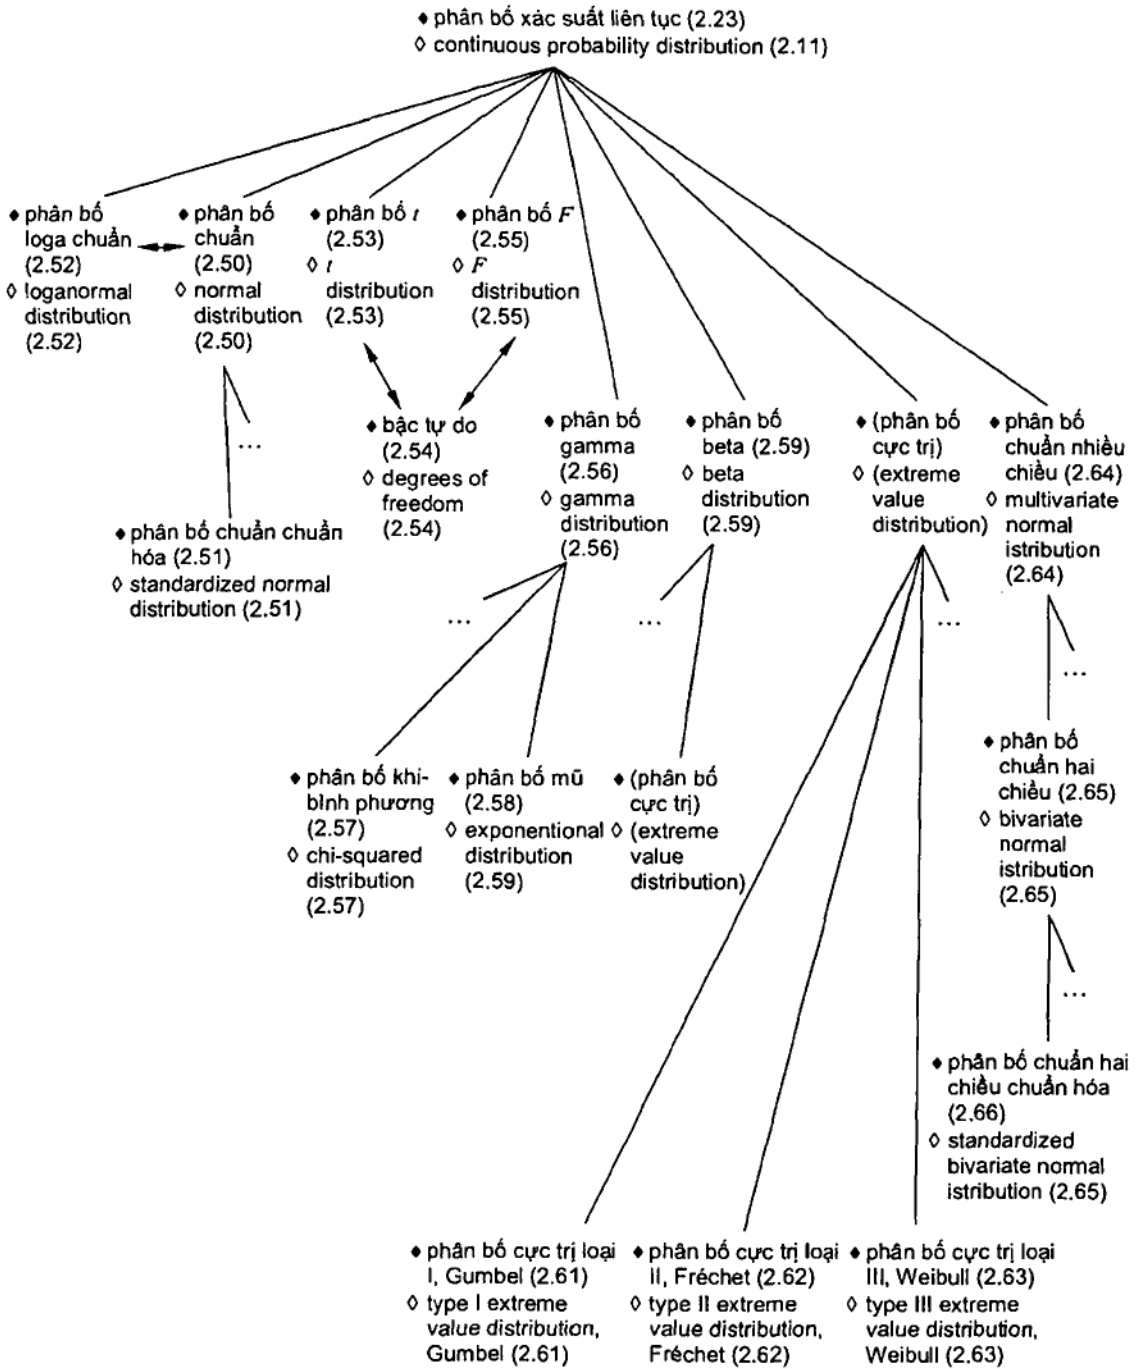 ♦ phân bố xác suất liên tục (2.23)
◊ continuous probability distribution (2.11)
♦ phân bố
loga chuẩn
(2.52)
◊ loganormal
distribution
(2.52)
♦ phân bố
chuẩn
(2.50)
◊ normal
distribution
(2.50)
♦ phân bố t
(2.53)
◊ t
distribution
(2.53)
♦ phân bố F
(2.55)
◊ F
distribution
(2.55)
...
♦ bậc tự do
(2.54)
◊ degrees of
freedom
(2.54)
♦ phân bố
gamma
(2.56)
◊ gamma
distribution
(2.56)
♦ phân bố
beta (2.59)
◊ beta
distribution
(2.59)
♦ (phân bố
cực trị)
◊ (extreme
value
distribution)
♦ phân bố
chuẩn nhiều
chiều (2.64)
◊ multivariate
normal
istribution
(2.64)
♦ phân bố chuẩn chuẩn
hóa (2.51)
◊ standardized normal
distribution (2.51)
...
...
...
...
♦ phân bố khi-
bình phương
(2.57)
◊ chi-squared
distribution
(2.57)
♦ phân bố mũ
(2.58)
◊ exponentional
distribution
(2.59)
♦ (phân bố
cực trị)
◊ (extreme
value
distribution)
♦ phân bố
chuẩn hai
chiều (2.65)
◊ bivariate
normal
istribution
(2.65)
...
♦ phân bố chuẩn hai
chiều chuẩn hóa
(2.66)
◊ standardized
bivariate normal
istribution (2.65)
♦ phân bố cực trị loại
I, Gumbel (2.61)
◊ type I extreme
value distribution,
Gumbel (2.61)
♦ phân bố cực trị loại
II, Fréchet (2.62)
◊ type II extreme
value distribution,
Fréchet (2.62)
♦ phân bố cực trị loại
III, Weibull (2.63)
◊ type III extreme
value distribution,
Weibull (2.63)